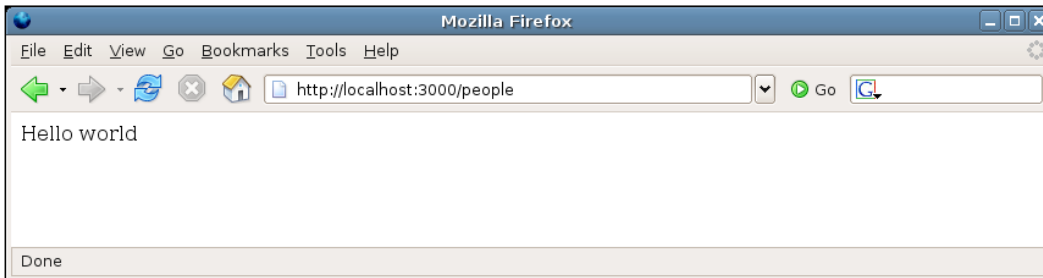 Mozilla Firefox
File Edit View Go Bookmarks Tools Help
http://localhost:3000/people Go G
Hello world
Done